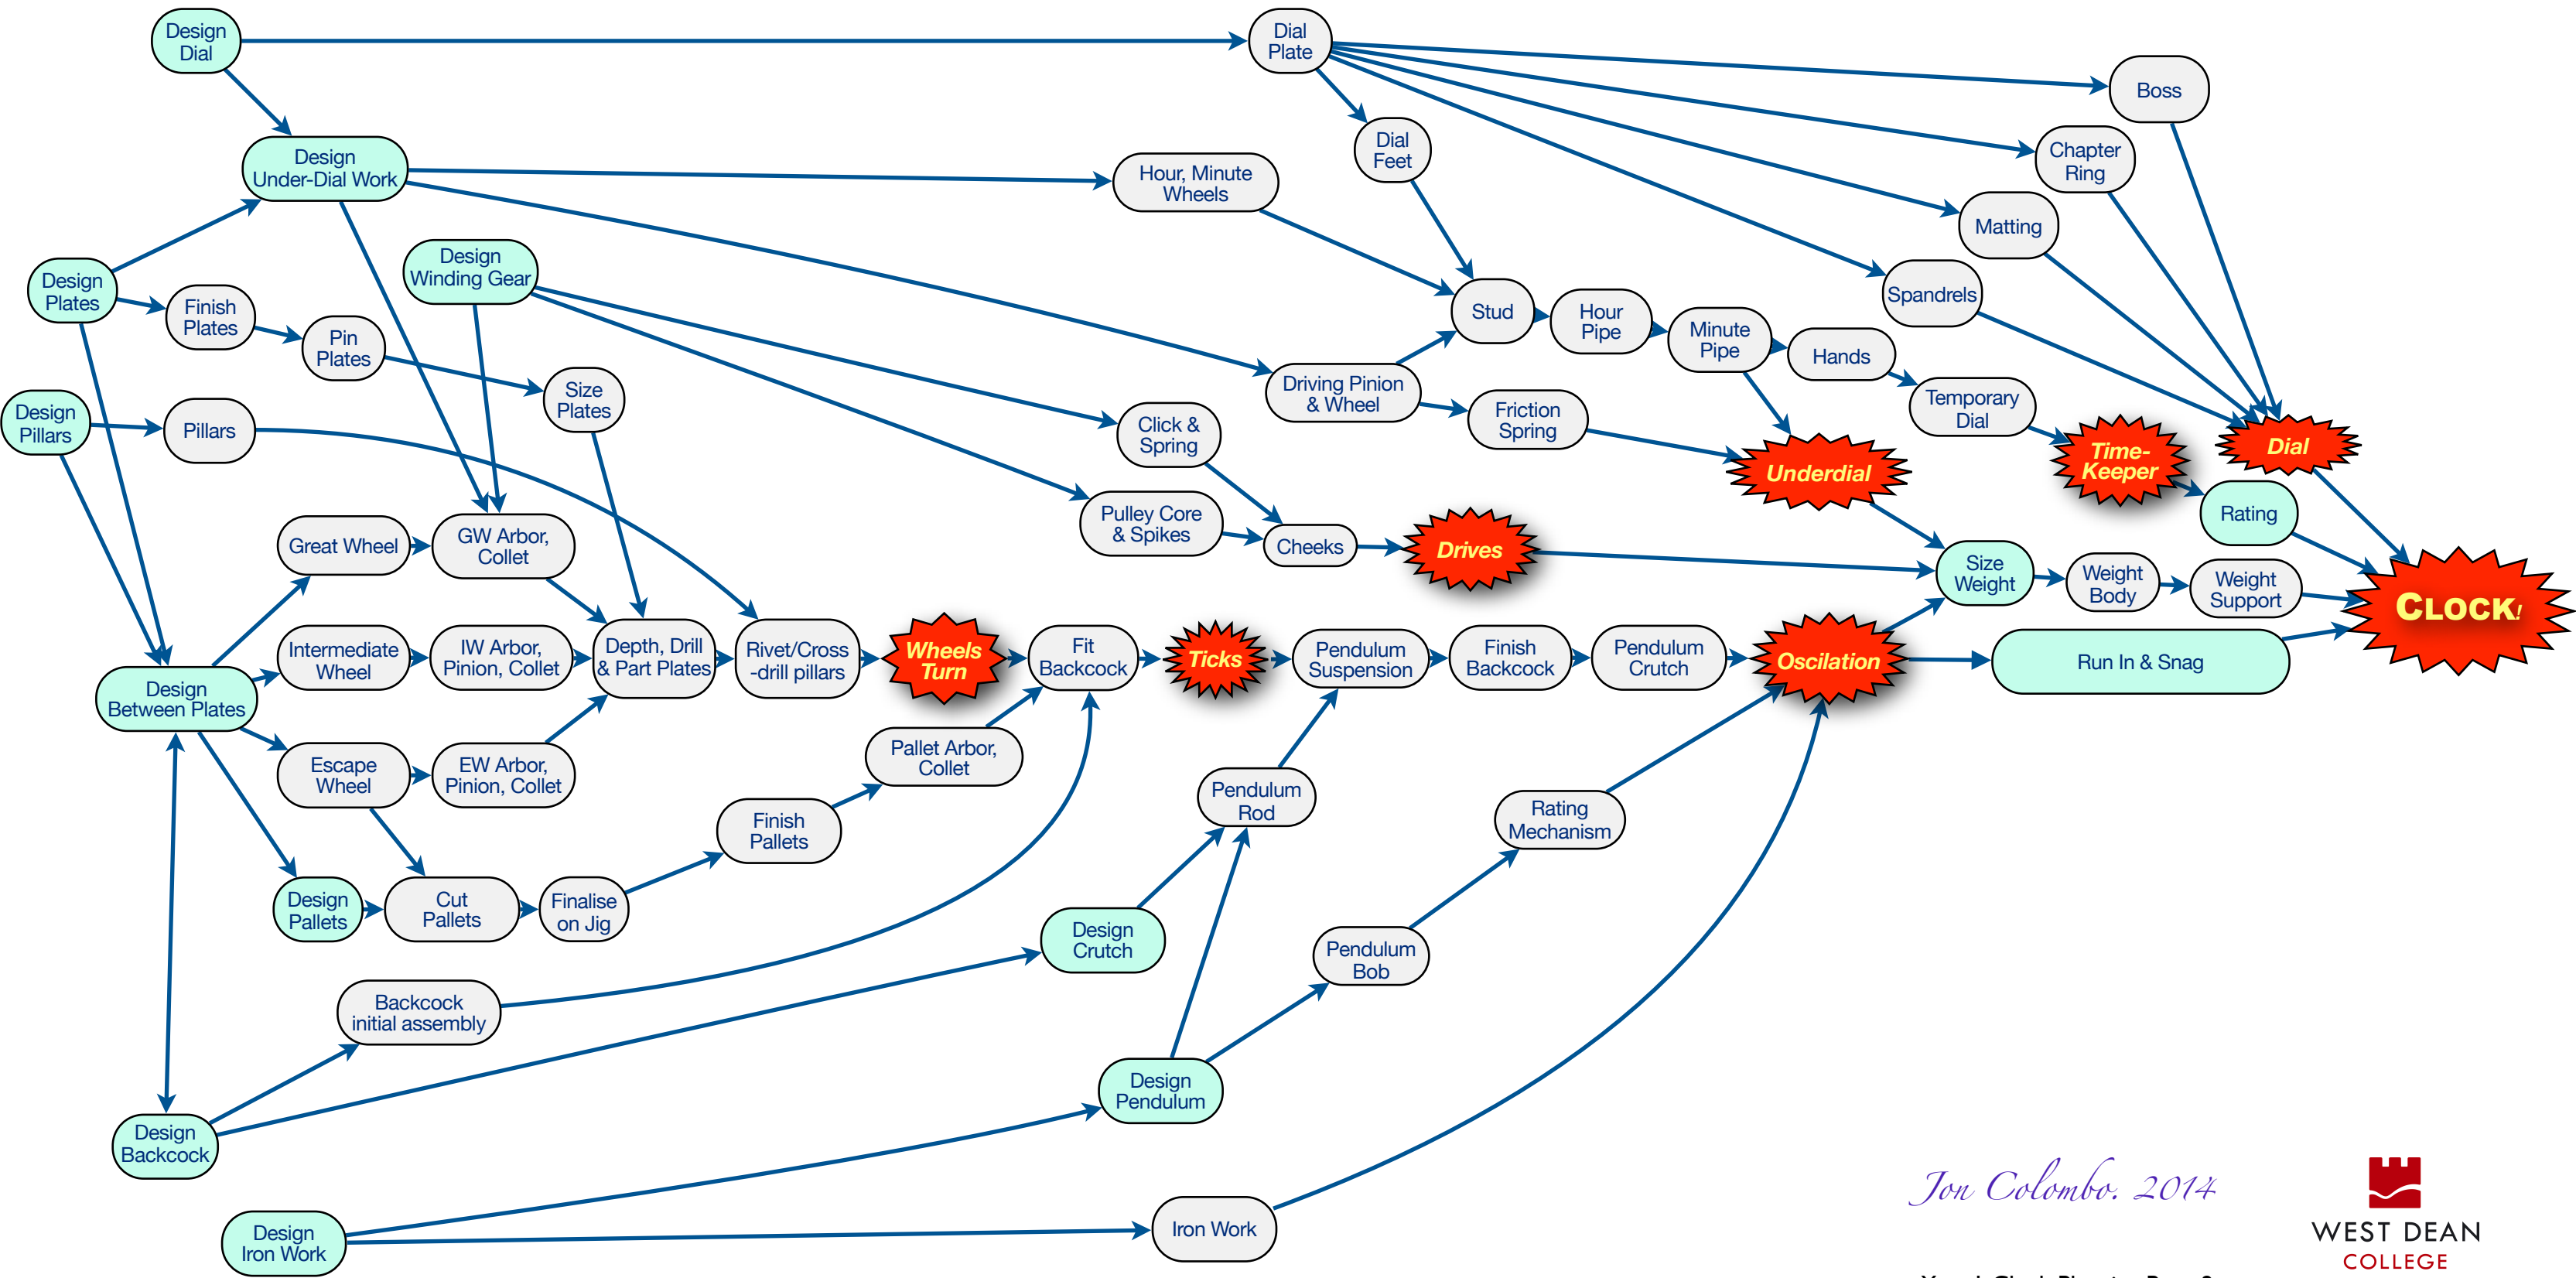 Design
Dial
Dial
Plate
Boss
Design
Under-Dial Work
Hour, Minute
Wheels
Dial
Feet
Chapter
Ring
Matting
Design
Winding Gear
Design
Plates
Finish
Plates
Pin
Plates
Spandrels
Stud
Hour
Pipe
Minute
Pipe
Hands
Temporary
Dial
Size
Plates
Design
Pillars
Pillars
Driving Pinion
& Wheel
Friction
Spring
Click &
Spring
Underdial
Time-
Keeper
Dial
Rating
Great Wheel
GW Arbor,
Collet
Pulley Core
& Spikes
Cheeks
Drives
Size
Weight
Weight
Body
Weight
Support
CLOCK!
Intermediate
Wheel
IW Arbor,
Pinion, Collet
Depth, Drill
& Part Plates
Rivet/Cross
-drill pillars
Wheels
Turn
Fit
Backcock
Ticks
Pendulum
Suspension
Finish
Backcock
Pendulum
Crutch
Oscilation
Run In & Snag
Design
Between Plates
Escape
Wheel
EW Arbor,
Pinion, Collet
Pallet Arbor,
Collet
Finish
Pallets
Pendulum
Rod
Rating
Mechanism
Design
Pallets
Cut
Pallets
Finalise
on Jig
Design
Crutch
Pendulum
Bob
Backcock
initial assembly
Design
Pendulum
Design
Backcock
Design
Iron Work
Iron Work
Jon Colombo. 2014
WEST DEAN
COLLEGE